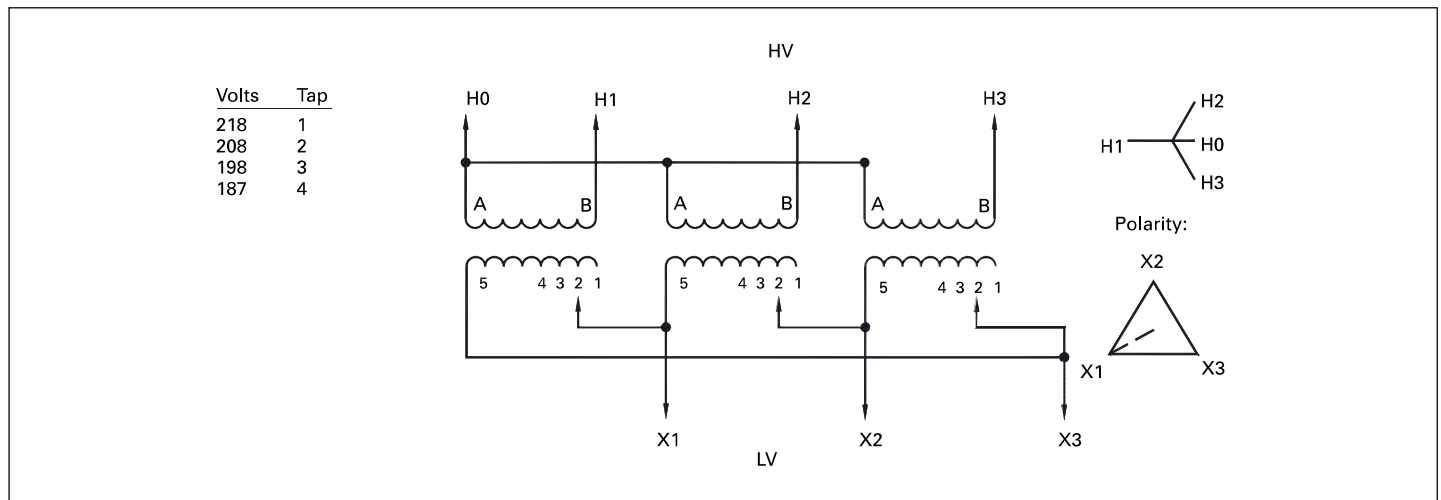 HV
Volts Tap
218 1
208 2
198 3
187 4
H0 H1 H2 H3
A B A B A B
5 4 3 2 1 5 4 3 2 1 5 4 3 2 1
X1 X2 X3
LV
H2
H1 H0
H3
Polarity:
X2
X1 X3